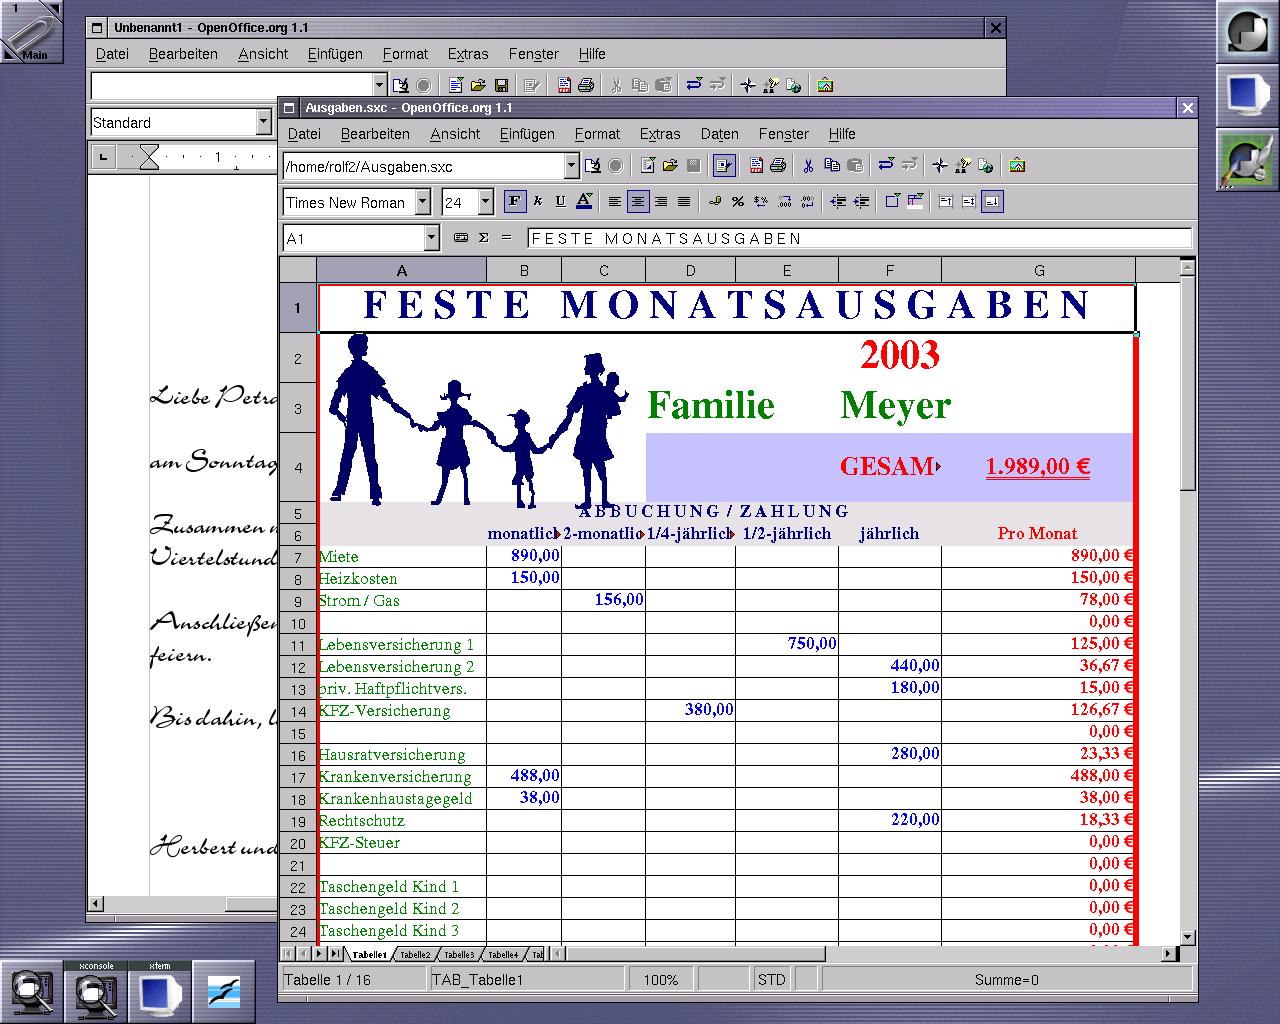 1
Main
Unbenannt1 - OpenOffice.org 1.1
Datei Bearbeiten Ansicht Einfügen Format Extras Fenster Hilfe
Standard
1
Liebe Petra
am Sonntag
Zusammen
Viertelstund
Anschließen
feiern.
Bis dahin,
Herbert und
Ausgaben.sxc - OpenOffice.org 1.1
Datei Bearbeiten Ansicht Einfügen Format Extras Daten Fenster Hilfe
/home/rolf2/Ausgaben.sxc
Times New Roman 24 F k U A %
A1 Σ = FESTE MONATSAUSGABEN
A B C D E F G
1 FESTE MONATSAUSGABEN
2 2003
3 Familie Meyer
4 GESAM 1.989,00 €
5 ABBUCHUNG / ZAHLUNG
6 monatlich 2-monatlic 1/4-jährlich 1/2-jährlich jährlich Pro Monat
7 Miete 890,00 890,00 €
8 Heizkosten 150,00 150,00 €
9 Strom / Gas 156,00 78,00 €
10 0,00 €
11 Lebensversicherung 1 750,00 125,00 €
12 Lebensversicherung 2 440,00 36,67 €
13 priv. Haftpflichtvers. 180,00 15,00 €
14 KFZ-Versicherung 380,00 126,67 €
15 0,00 €
16 Hausratversicherung 280,00 23,33 €
17 Krankenversicherung 488,00 488,00 €
18 Krankenhaustagegeld 38,00 38,00 €
19 Rechtschutz 220,00 18,33 €
20 KFZ-Steuer 0,00 €
21 0,00 €
22 Taschengeld Kind 1 0,00 €
23 Taschengeld Kind 2 0,00 €
24 Taschengeld Kind 3 0,00 €
Tabelle1 Tabelle2 Tabelle3 Tabelle4 Tab
Tabelle 1 / 16 TAB_Tabelle1 100% STD Summe=0
xconsole xterm